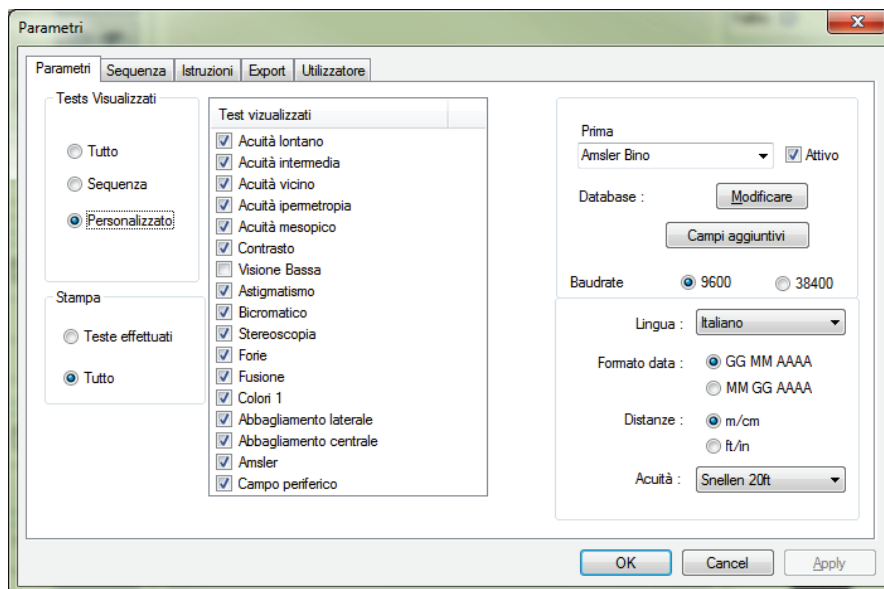 Parametri
Parametri
Sequenza
Istruzioni
Export
Utilizzatore
Tests Visualizzati
Tutto
Sequenza
Personalizzato
Stampa
Teste effettuati
Tutto
Test vizualizzati
Acuità lontano
Acuità intermedia
Acuità vicino
Acuità ipermetropia
Acuità mesopico
Contrasto
Visione Bassa
Astigmatismo
Bicromatico
Stereoscopia
Forie
Fusione
Colori 1
Abbagliamento laterale
Abbagliamento centrale
Amsler
Campo periferico
Prima
Amsler Bino
Attivo
Database :
Modificare
Campi aggiuntivi
Baudrate
9600
38400
Lingua :
Italiano
Formato data :
GG MM AAAA
MM GG AAAA
Distanze :
m/cm
ft/in
Acuità :
Snellen 20ft
OK
Cancel
Apply